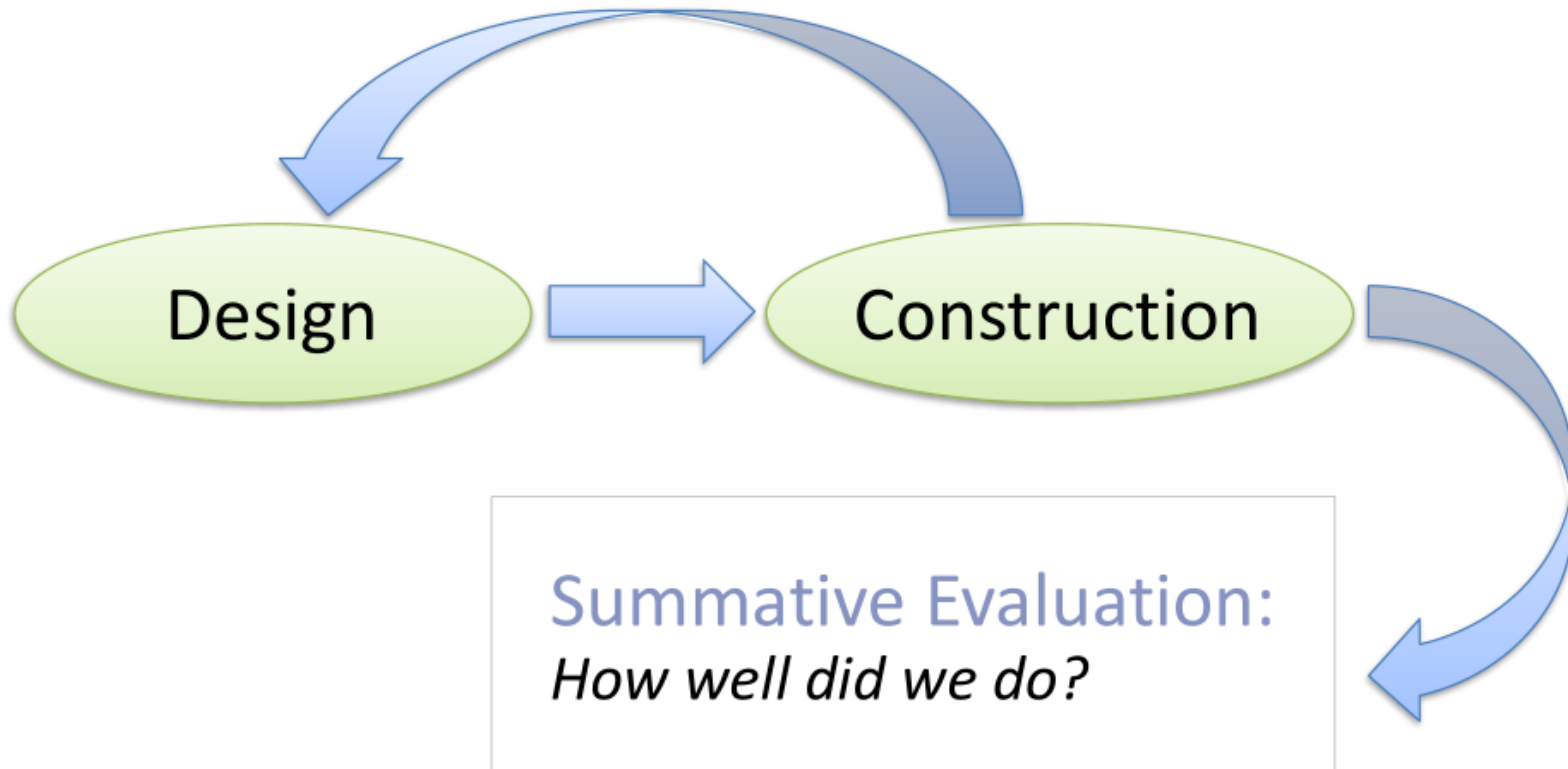 Design
Construction
Summative Evaluation:
How well did we do?